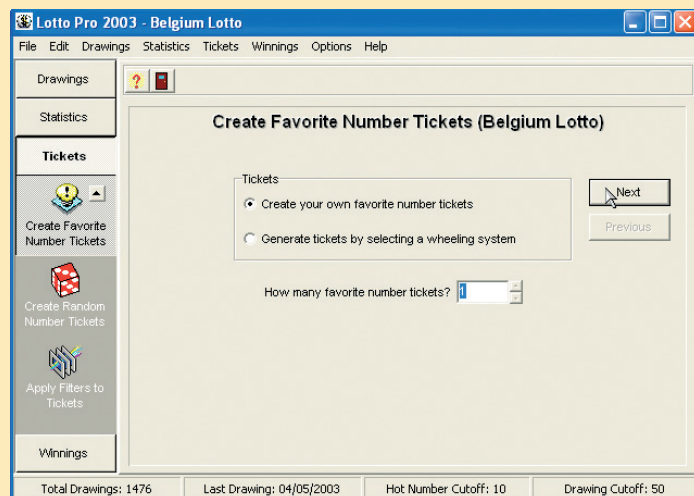 Lotto Pro 2003 - Belgium Lotto
File Edit Drawings Statistics Tickets Winnings Options Help
Drawings
Statistics
Tickets
Create Favorite
Number Tickets
Create Random
Number Tickets
Apply Filters to
Tickets
Winnings
Create Favorite Number Tickets (Belgium Lotto)
Tickets
Create your own favorite number tickets
Generate tickets by selecting a wheeling system
Next
Previous
How many favorite number tickets? 1
Total Drawings: 1476 Last Drawing: 04/05/2003 Hot Number Cutoff: 10 Drawing Cutoff: 50